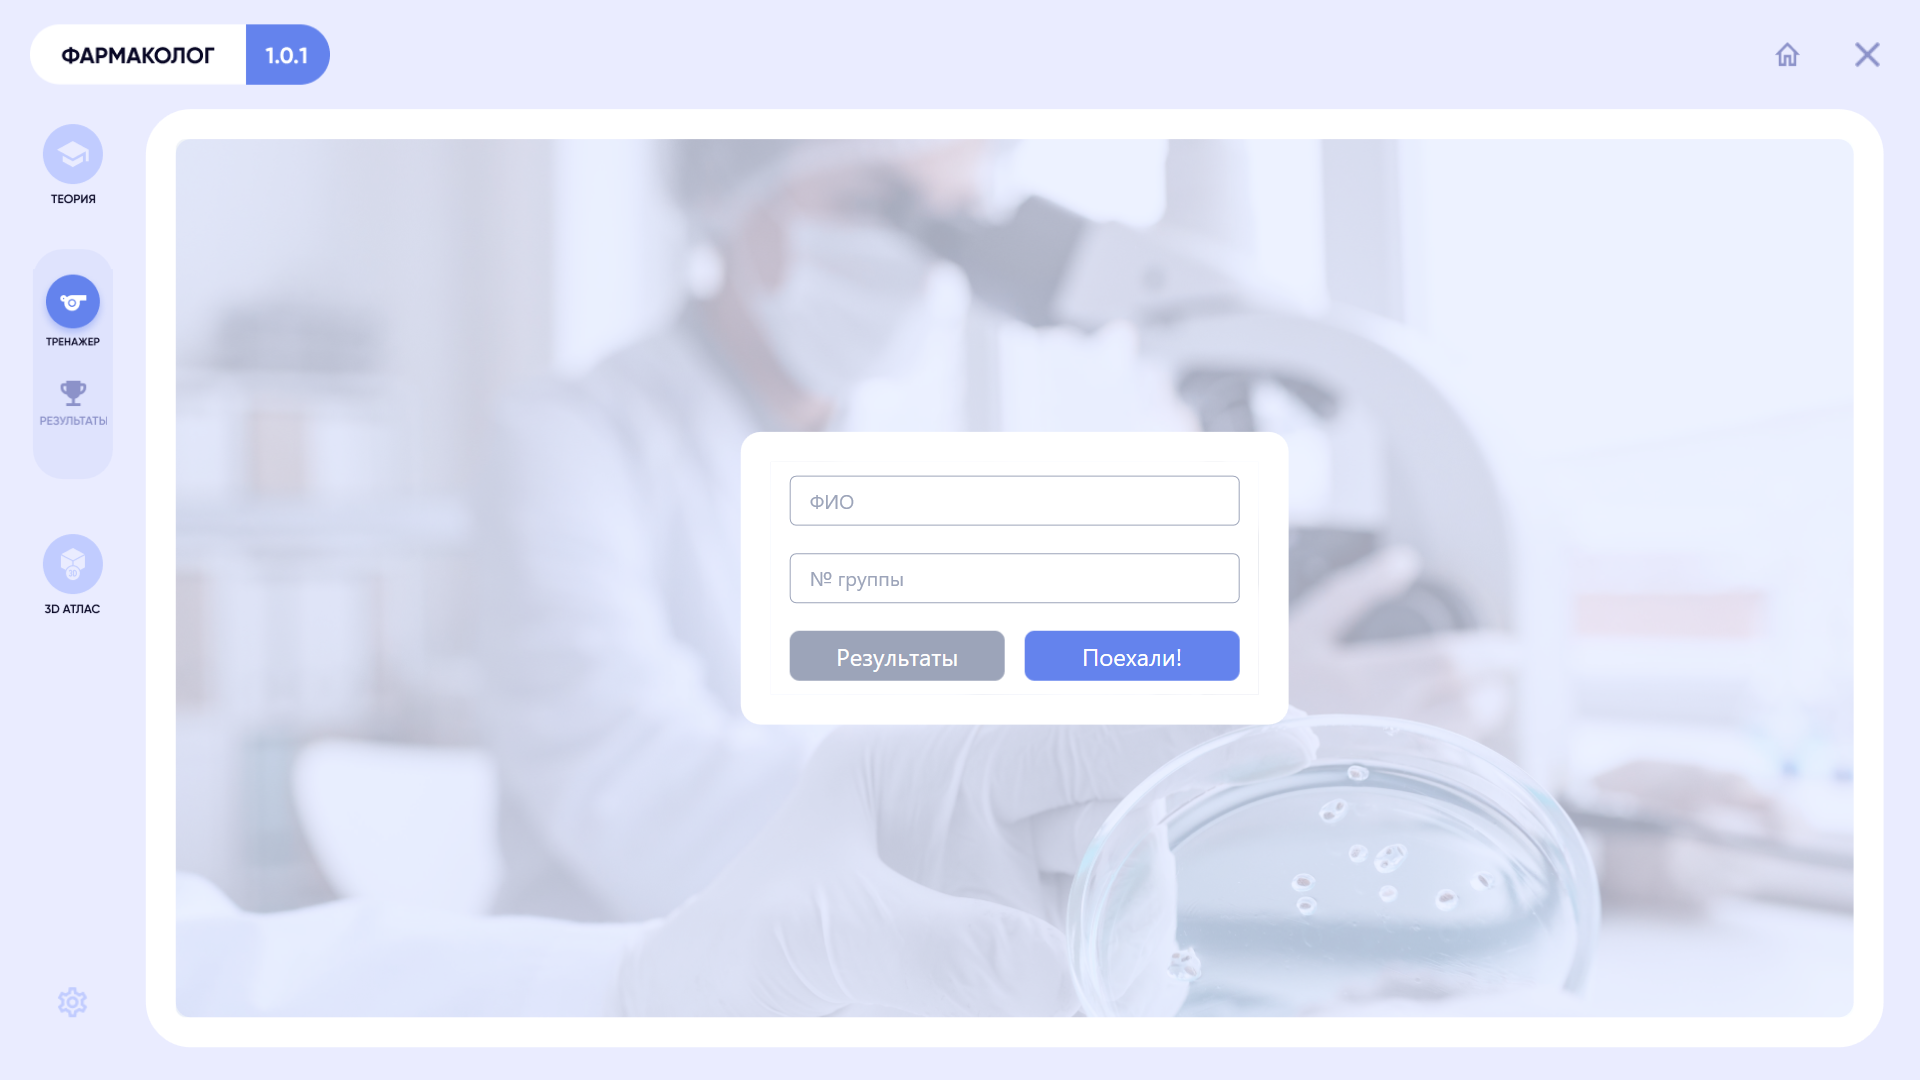 ФАРМАКОЛОГ 1.0.1
ТЕОРИЯ
ТРЕНАЖЕР
РЕЗУЛЬТАТЫ
3D АТЛАС
ФИО
№ группы
Результаты Поехали!